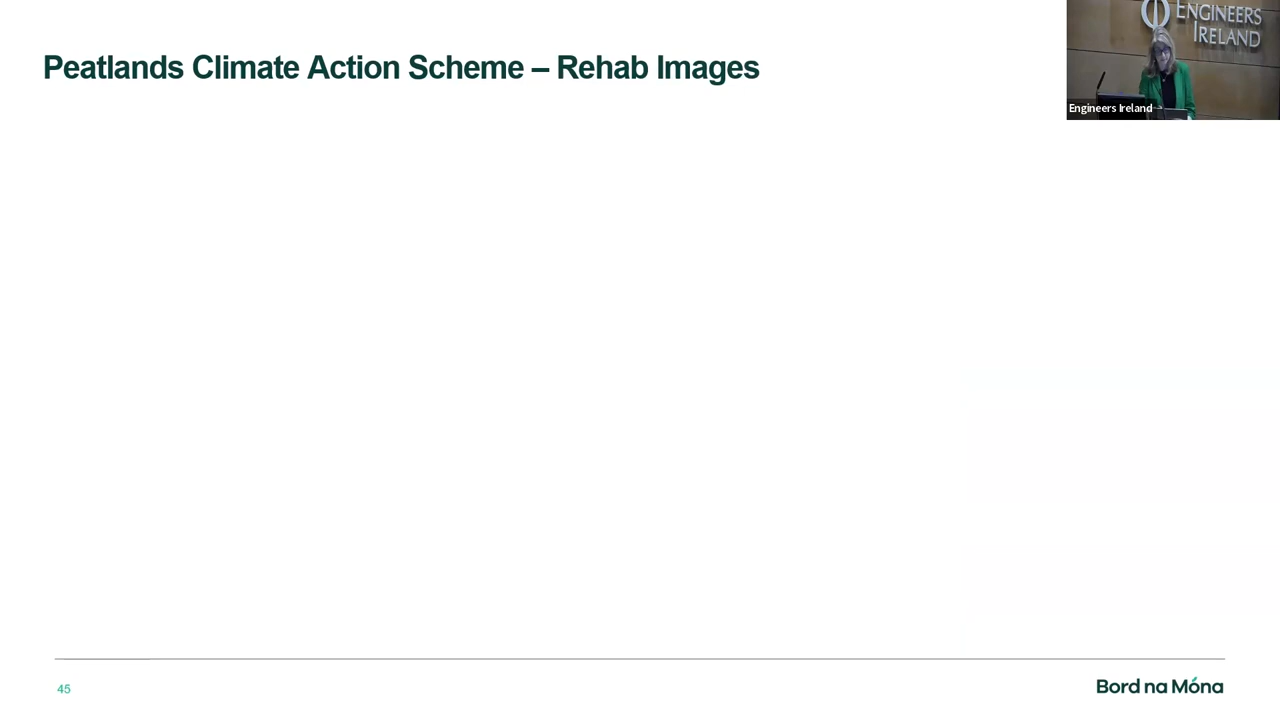 Peatlands Climate Action Scheme – Rehab Images
ENGINEERS
IRELAND
Engineers Ireland
45
Bord na Móna